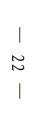 — 22 —